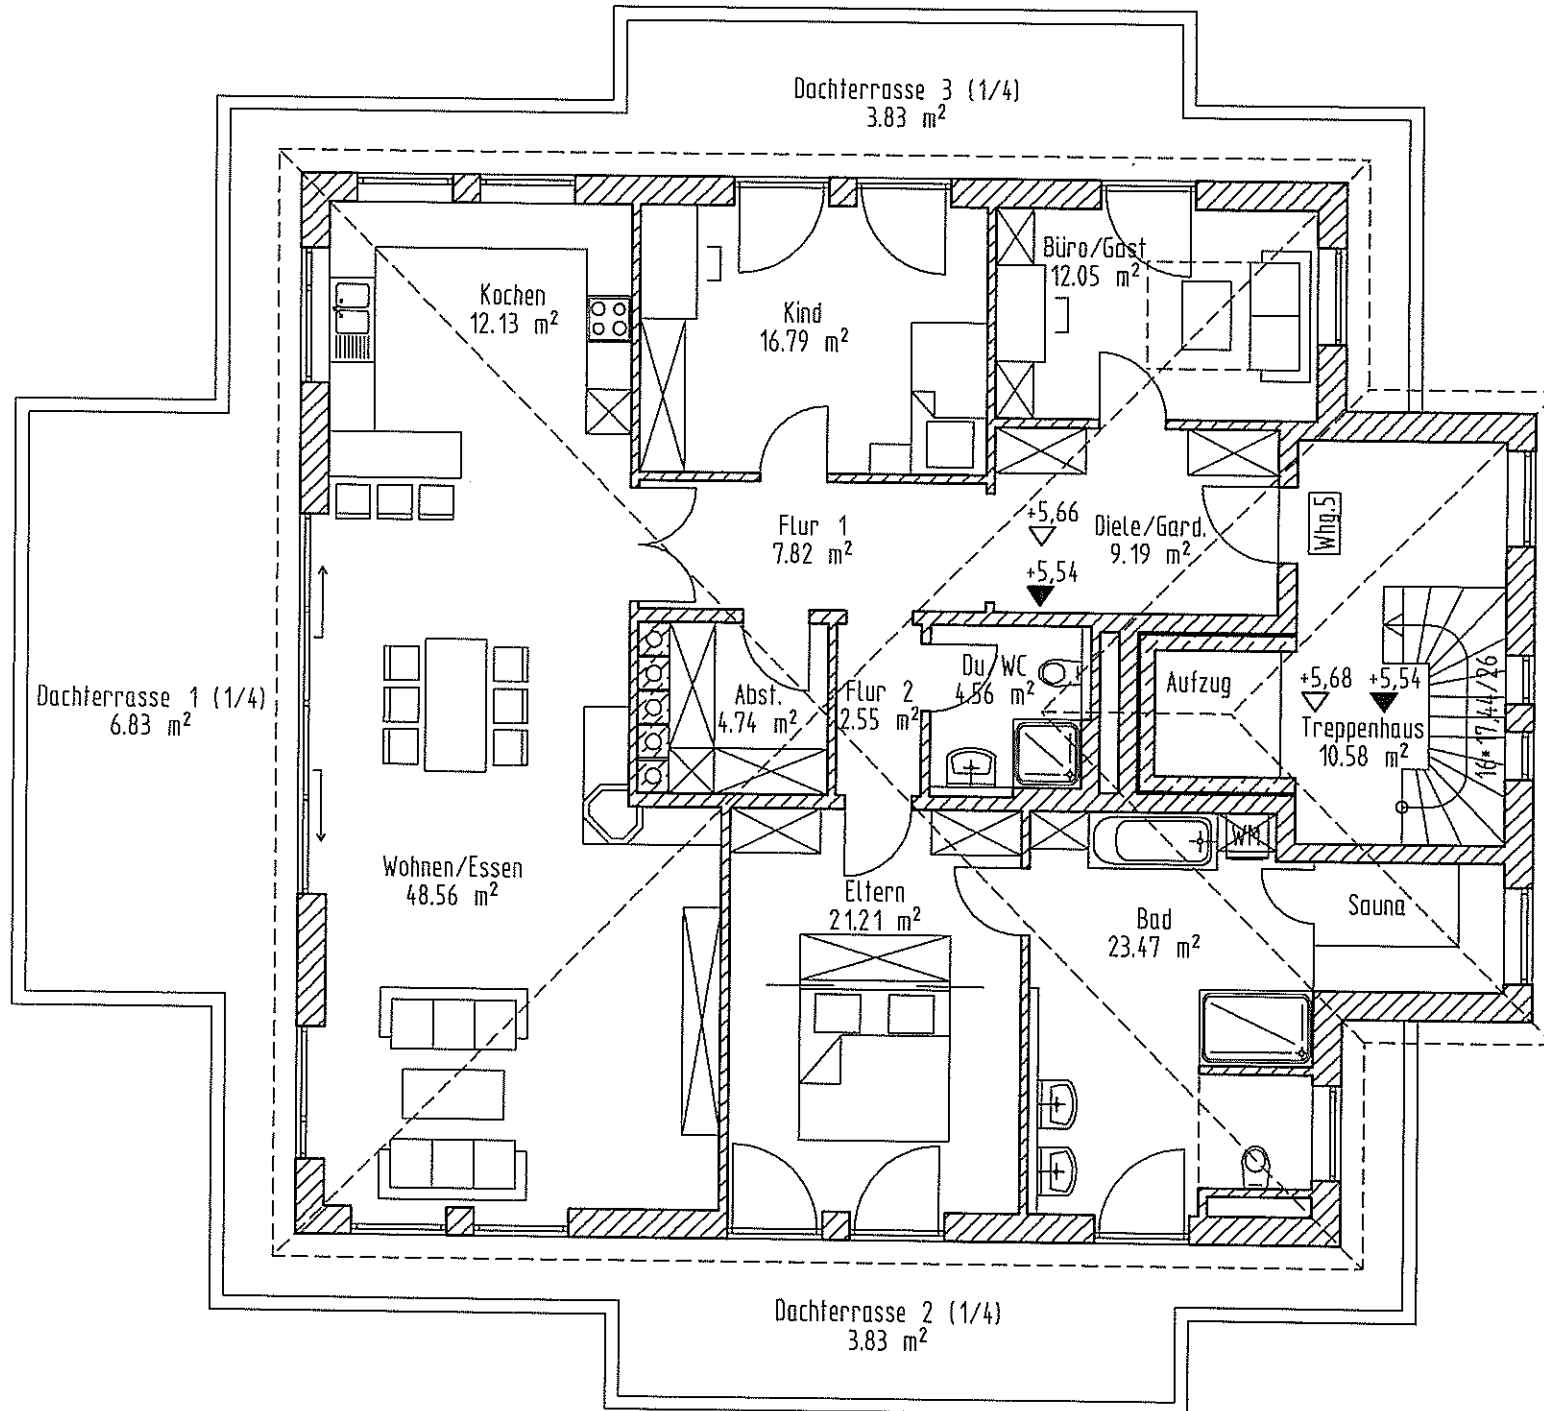 Dachterrasse 3 (1/4)
3.83 m²
Büro/Gast
12.05 m²
Kochen
12.13 m²
Kind
16.79 m²
Flur 1
7.82 m²
+5,66
+5,54
Diele/Gard.
9.19 m²
Whg.5
Dachterrasse 1 (1/4)
6.83 m²
Abst.
4.74 m²
Flur 2
2.55 m²
Du WC
4.56 m²
Aufzug
+5,68
+5,54
Treppenhaus
10.58 m²
16*17,44/26
Wohnen/Essen
48.56 m²
Eltern
21.21 m²
WM
Bad
23.47 m²
Sauna
Dachterrasse 2 (1/4)
3.83 m²